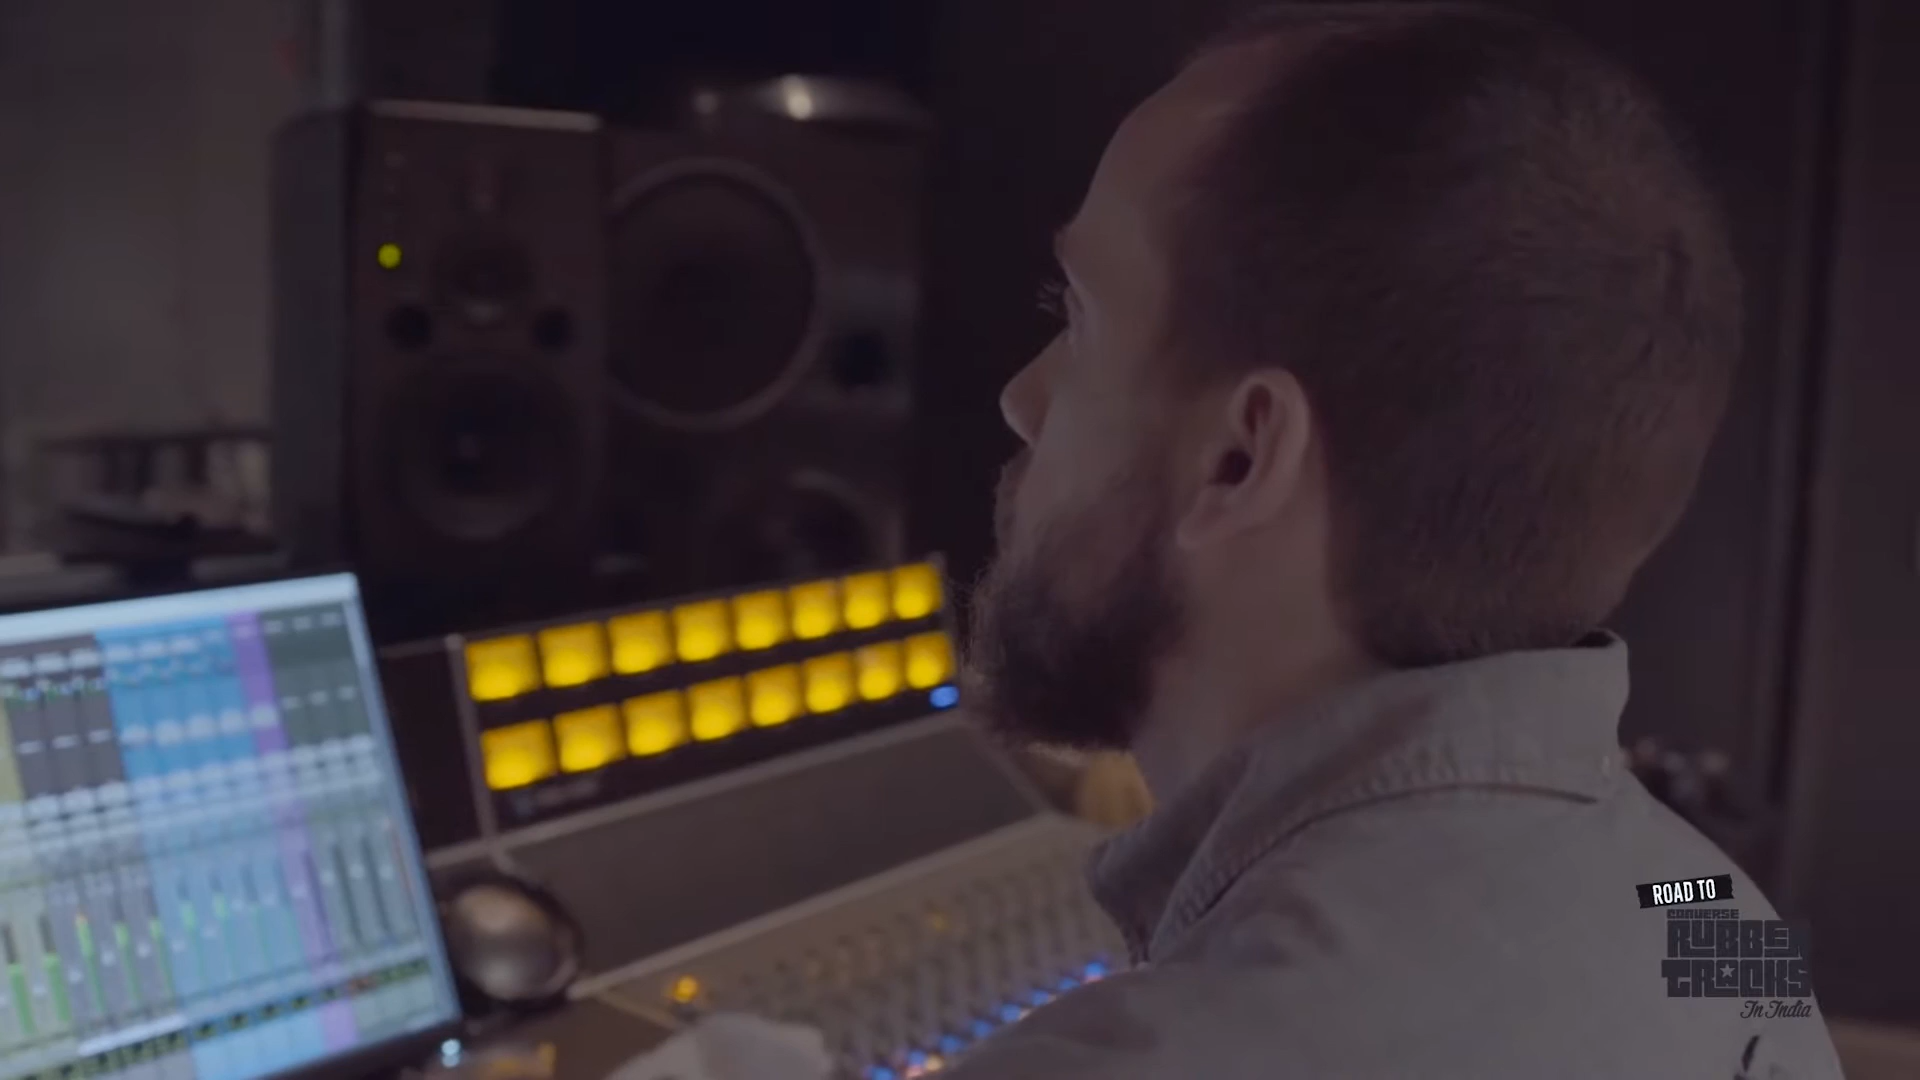 ROAD TO
CONVERSE
RUBBER
TRACKS
In India